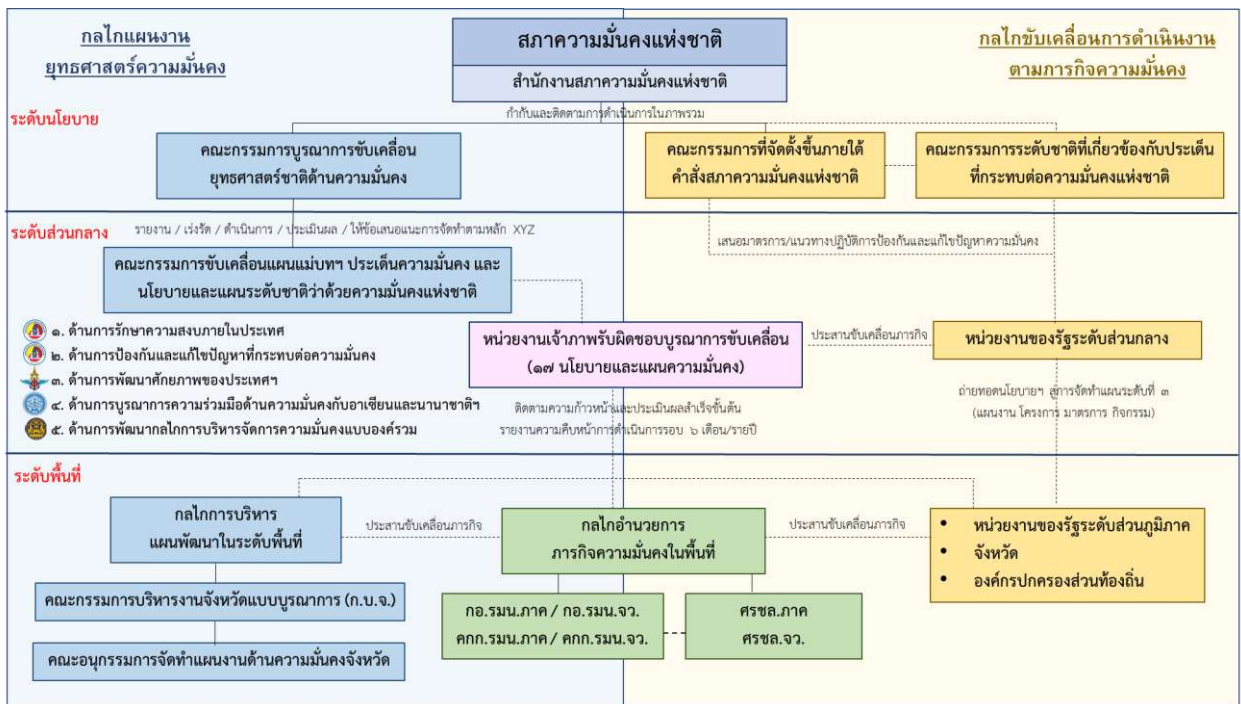 กลไกแผนงาน
ยุทธศาสตร์ความมั่นคง
สภาความมั่นคงแห่งชาติ
สำนักงานสภาความมั่นคงแห่งชาติ
กลไกขับเคลื่อนการดำเนินงาน
ตามภารกิจความมั่นคง
ระดับนโยบาย
กำกับและติดตามการดำเนินการในภาพรวม
คณะกรรมการบูรณาการขับเคลื่อน
ยุทธศาสตร์ชาติด้านความมั่นคง
คณะกรรมการที่จัดตั้งขึ้นภายใต้
คำสั่งสภาความมั่นคงแห่งชาติ
คณะกรรมการระดับชาติที่เกี่ยวข้องกับประเด็น
ที่กระทบต่อความมั่นคงแห่งชาติ
ระดับส่วนกลาง
รายงาน / เร่งรัด / ดำเนินการ / ประเมินผล / ให้ข้อเสนอแนะการจัดทำตามหลัก XYZ
เสนอมาตรการ/แนวทางปฏิบัติการป้องกันและแก้ไขปัญหาความมั่นคง
คณะกรรมการขับเคลื่อนแผนแม่บทฯ ประเด็นความมั่นคง และ
นโยบายและแผนระดับชาติว่าด้วยความมั่นคงแห่งชาติ
๑. ด้านการรักษาความสงบภายในประเทศ
๒. ด้านการป้องกันและแก้ไขปัญหาที่กระทบต่อความมั่นคง
๓. ด้านการพัฒนาศักยภาพของประเทศฯ
๔. ด้านการบูรณาการความร่วมมือด้านความมั่นคงกับอาเซียนและนานาชาติฯ
๕. ด้านการพัฒนากลไกการบริหารจัดการความมั่นคงแบบองค์รวม
หน่วยงานเจ้าภาพรับผิดชอบบูรณาการขับเคลื่อน
(๑๗ นโยบายและแผนความมั่นคง)
ประสานขับเคลื่อนภารกิจ
หน่วยงานของรัฐระดับส่วนกลาง
ติดตามความก้าวหน้าและประเมินผลสำเร็จขั้นต้น
รายงานความคืบหน้าการดำเนินการรอบ ๖ เดือน/รายปี
ถ่ายทอดนโยบายฯ สู่การจัดทำแผนระดับที่ ๓
(แผนงาน โครงการ มาตรการ กิจกรรม)
ระดับพื้นที่
กลไกการบริหาร
แผนพัฒนาในระดับพื้นที่
ประสานขับเคลื่อนภารกิจ
กลไกอำนวยการ
ภารกิจความมั่นคงในพื้นที่
ประสานขับเคลื่อนภารกิจ
• หน่วยงานของรัฐระดับส่วนภูมิภาค
• จังหวัด
• องค์กรปกครองส่วนท้องถิ่น
คณะกรรมการบริหารงานจังหวัดแบบบูรณาการ (ก.บ.จ.)
คณะอนุกรรมการจัดทำแผนงานด้านความมั่นคงจังหวัด
กอ.รมน.ภาค / กอ.รมน.จว.
คกก.รมน.ภาค / คกก.รมน.จว.
ศรชล.ภาค
ศรชล.จว.